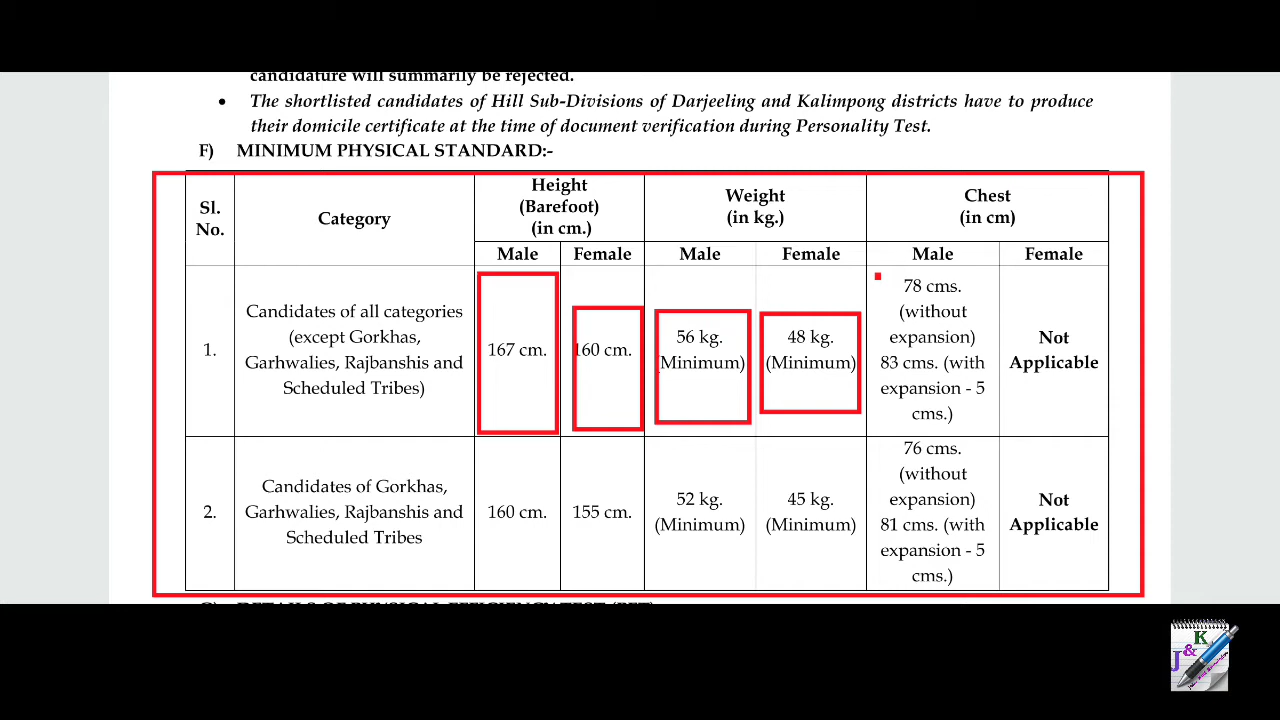 candidature will summarily be rejected.
• The shortlisted candidates of Hill Sub-Divisions of Darjeeling and Kalimpong districts have to produce
their domicile certificate at the time of document verification during Personality Test.
F) MINIMUM PHYSICAL STANDARD:-
Sl. No.
Category
Height
(Barefoot)
(in cm.)
Weight
(in kg.)
Chest
(in cm)
Male
Female
Male
Female
Male
Female
1.
Candidates of all categories
(except Gorkhas,
Garhwalies, Rajbanshis and
Scheduled Tribes)
167 cm.
160 cm.
56 kg.
(Minimum)
48 kg.
(Minimum)
78 cms.
(without
expansion)
83 cms. (with
expansion - 5
cms.)
Not
Applicable
2.
Candidates of Gorkhas,
Garhwalies, Rajbanshis and
Scheduled Tribes
160 cm.
155 cm.
52 kg.
(Minimum)
45 kg.
(Minimum)
76 cms.
(without
expansion)
81 cms. (with
expansion - 5
cms.)
Not
Applicable
G) DETAILS OF PHYSICAL EFFICIENCY TEST (PET)
J&K